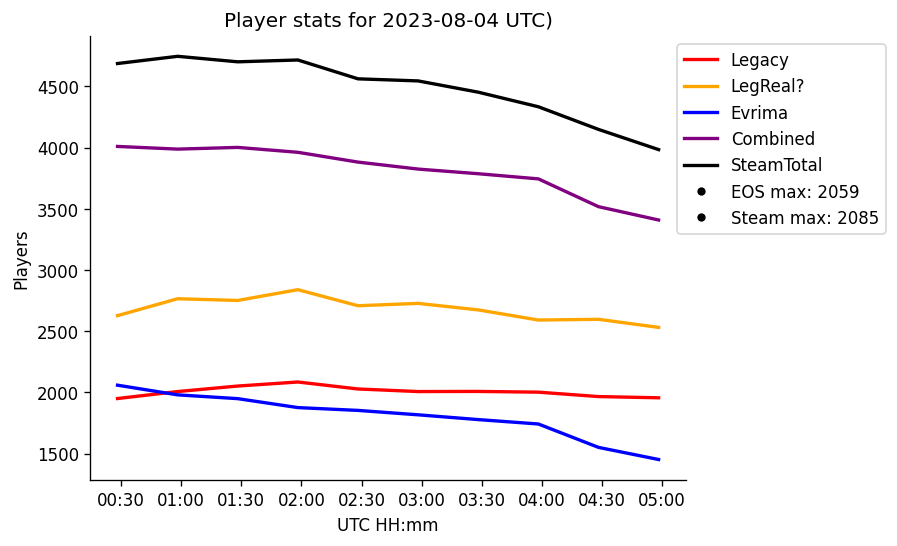 Player stats for 2023-08-04 UTC)
Legacy
LegReal?
Evrima
Combined
SteamTotal
EOS max: 2059
Steam max: 2085
Players
4500
4000
3500
3000
2500
2000
1500
00:30 01:00 01:30 02:00 02:30 03:00 03:30 04:00 04:30 05:00
UTC HH:mm